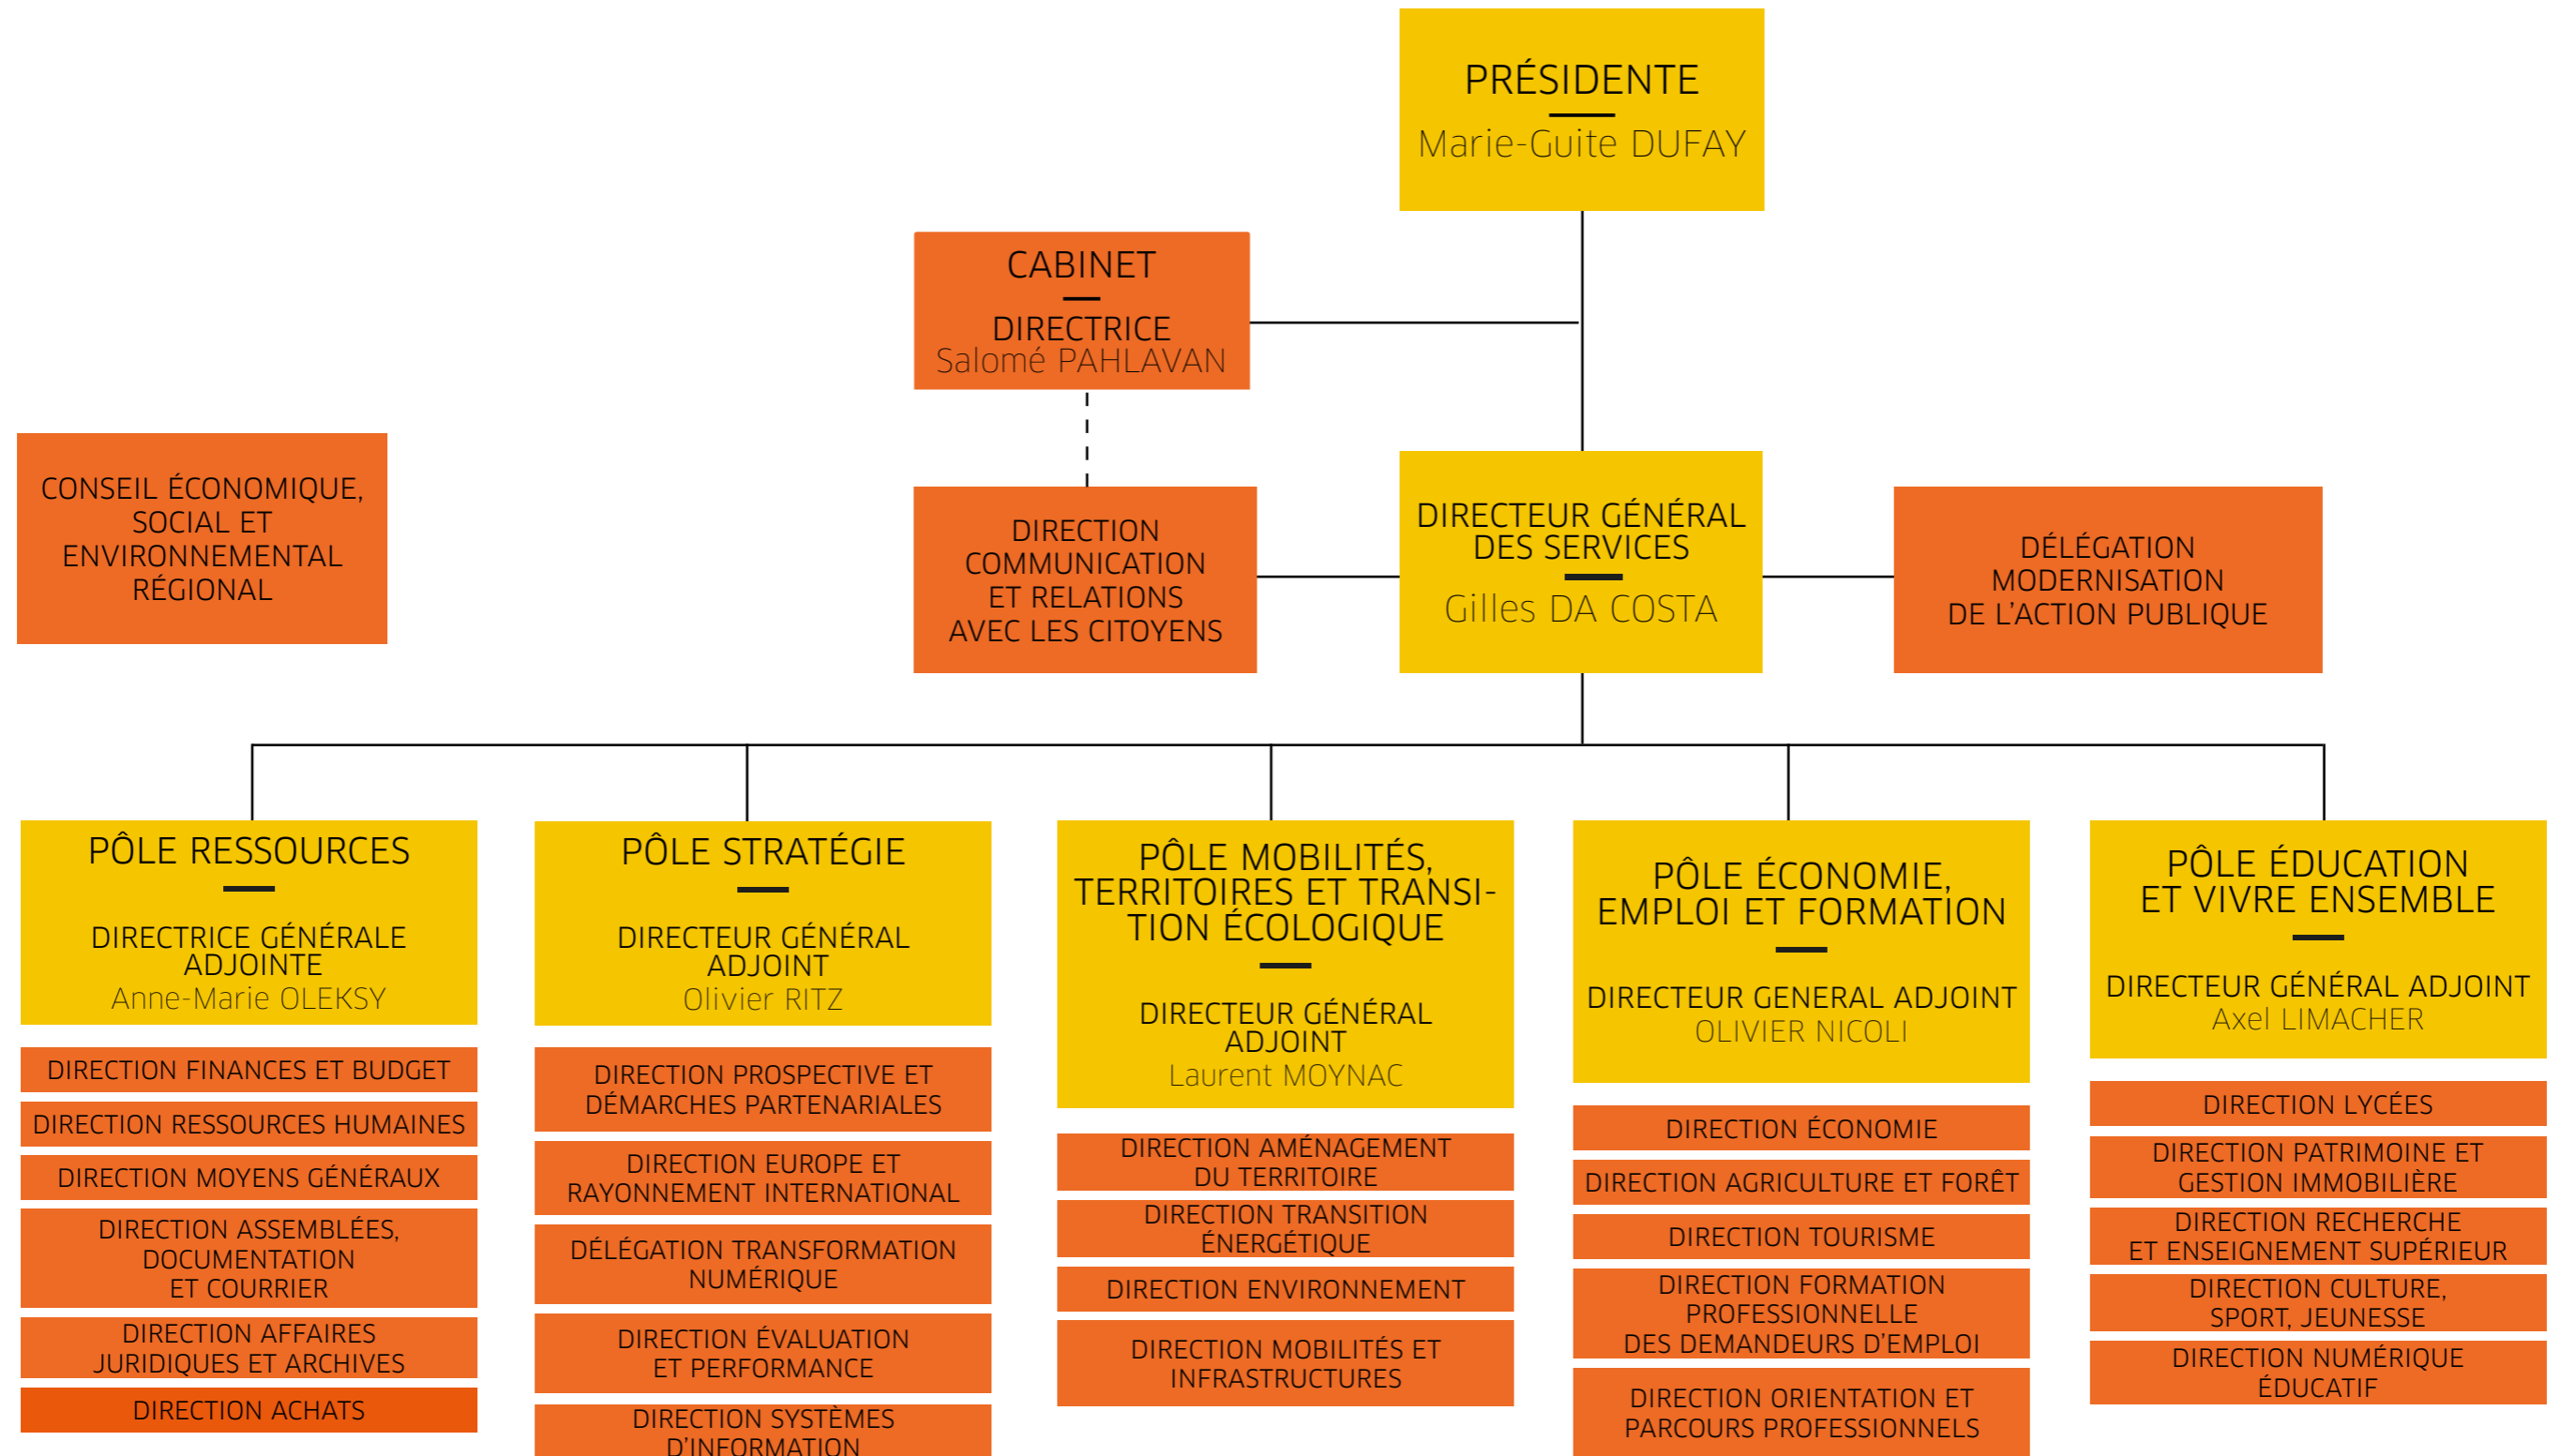 PRÉSIDENTE
Marie-Guite DUFAY
CABINET
DIRECTRICE
Salomé PAHLAVAN
CONSEIL ÉCONOMIQUE,
SOCIAL ET
ENVIRONNEMENTAL
RÉGIONAL
DIRECTION
COMMUNICATION
ET RELATIONS
AVEC LES CITOYENS
DIRECTEUR GÉNÉRAL
DES SERVICES
Gilles DA COSTA
DÉLÉGATION
MODERNISATION
DE L'ACTION PUBLIQUE
PÔLE RESSOURCES
DIRECTRICE GÉNÉRALE
ADJOINTE
Anne-Marie OLEKSY
DIRECTION FINANCES ET BUDGET
DIRECTION RESSOURCES HUMAINES
DIRECTION MOYENS GÉNÉRAUX
DIRECTION ASSEMBLÉES,
DOCUMENTATION
ET COURRIER
DIRECTION AFFAIRES
JURIDIQUES ET ARCHIVES
DIRECTION ACHATS
PÔLE STRATÉGIE
DIRECTEUR GÉNÉRAL
ADJOINT
Olivier RITZ
DIRECTION PROSPECTIVE ET
DÉMARCHES PARTENARIALES
DIRECTION EUROPE ET
RAYONNEMENT INTERNATIONAL
DÉLÉGATION TRANSFORMATION
NUMÉRIQUE
DIRECTION ÉVALUATION
ET PERFORMANCE
DIRECTION SYSTÈMES
D'INFORMATION
PÔLE MOBILITÉS,
TERRITOIRES ET TRANSI-
TION ÉCOLOGIQUE
DIRECTEUR GÉNÉRAL
ADJOINT
Laurent MOYNAC
DIRECTION AMÉNAGEMENT
DU TERRITOIRE
DIRECTION TRANSITION
ÉNERGÉTIQUE
DIRECTION ENVIRONNEMENT
DIRECTION MOBILITÉS ET
INFRASTRUCTURES
PÔLE ÉCONOMIE,
EMPLOI ET FORMATION
DIRECTEUR GENERAL ADJOINT
OLIVIER NICOLI
DIRECTION ÉCONOMIE
DIRECTION AGRICULTURE ET FORÊT
DIRECTION TOURISME
DIRECTION FORMATION
PROFESSIONNELLE
DES DEMANDEURS D'EMPLOI
DIRECTION ORIENTATION ET
PARCOURS PROFESSIONNELS
PÔLE ÉDUCATION
ET VIVRE ENSEMBLE
DIRECTEUR GÉNÉRAL ADJOINT
Axel LIMACHER
DIRECTION LYCÉES
DIRECTION PATRIMOINE ET
GESTION IMMOBILIÈRE
DIRECTION RECHERCHE
ET ENSEIGNEMENT SUPÉRIEUR
DIRECTION CULTURE,
SPORT, JEUNESSE
DIRECTION NUMÉRIQUE
ÉDUCATIF